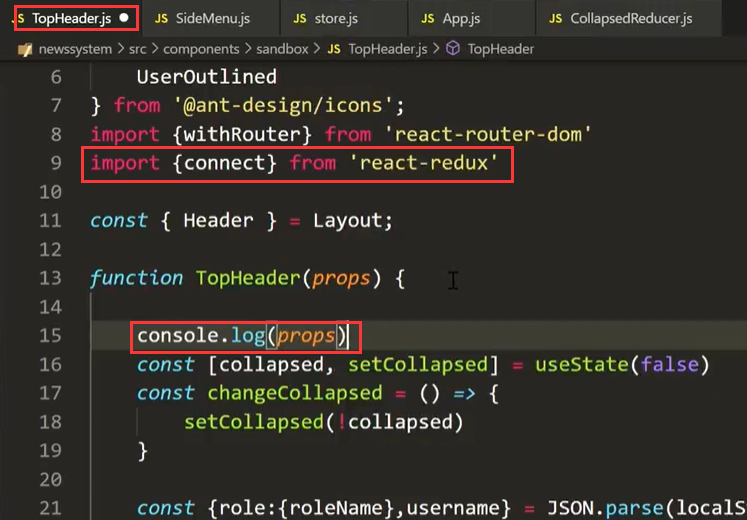 JS TopHeader.js JS SideMenu.js JS store.js JS App.js JS CollapsedReducer.js
newssystem > src > components > sandbox > JS TopHeader.js > TopHeader
6 UserOutlined
7 } from '@ant-design/icons';
8 import {withRouter} from 'react-router-dom'
9 import {connect} from 'react-redux'
10
11 const { Header } = Layout;
12
13 function TopHeader(props) {
14
15 console.log(props)
16 const [collapsed, setCollapsed] = useState(false)
17 const changeCollapsed = () => {
18 setCollapsed(!collapsed)
19 }
20
21 const {role:{roleName},username} = JSON.parse(localS